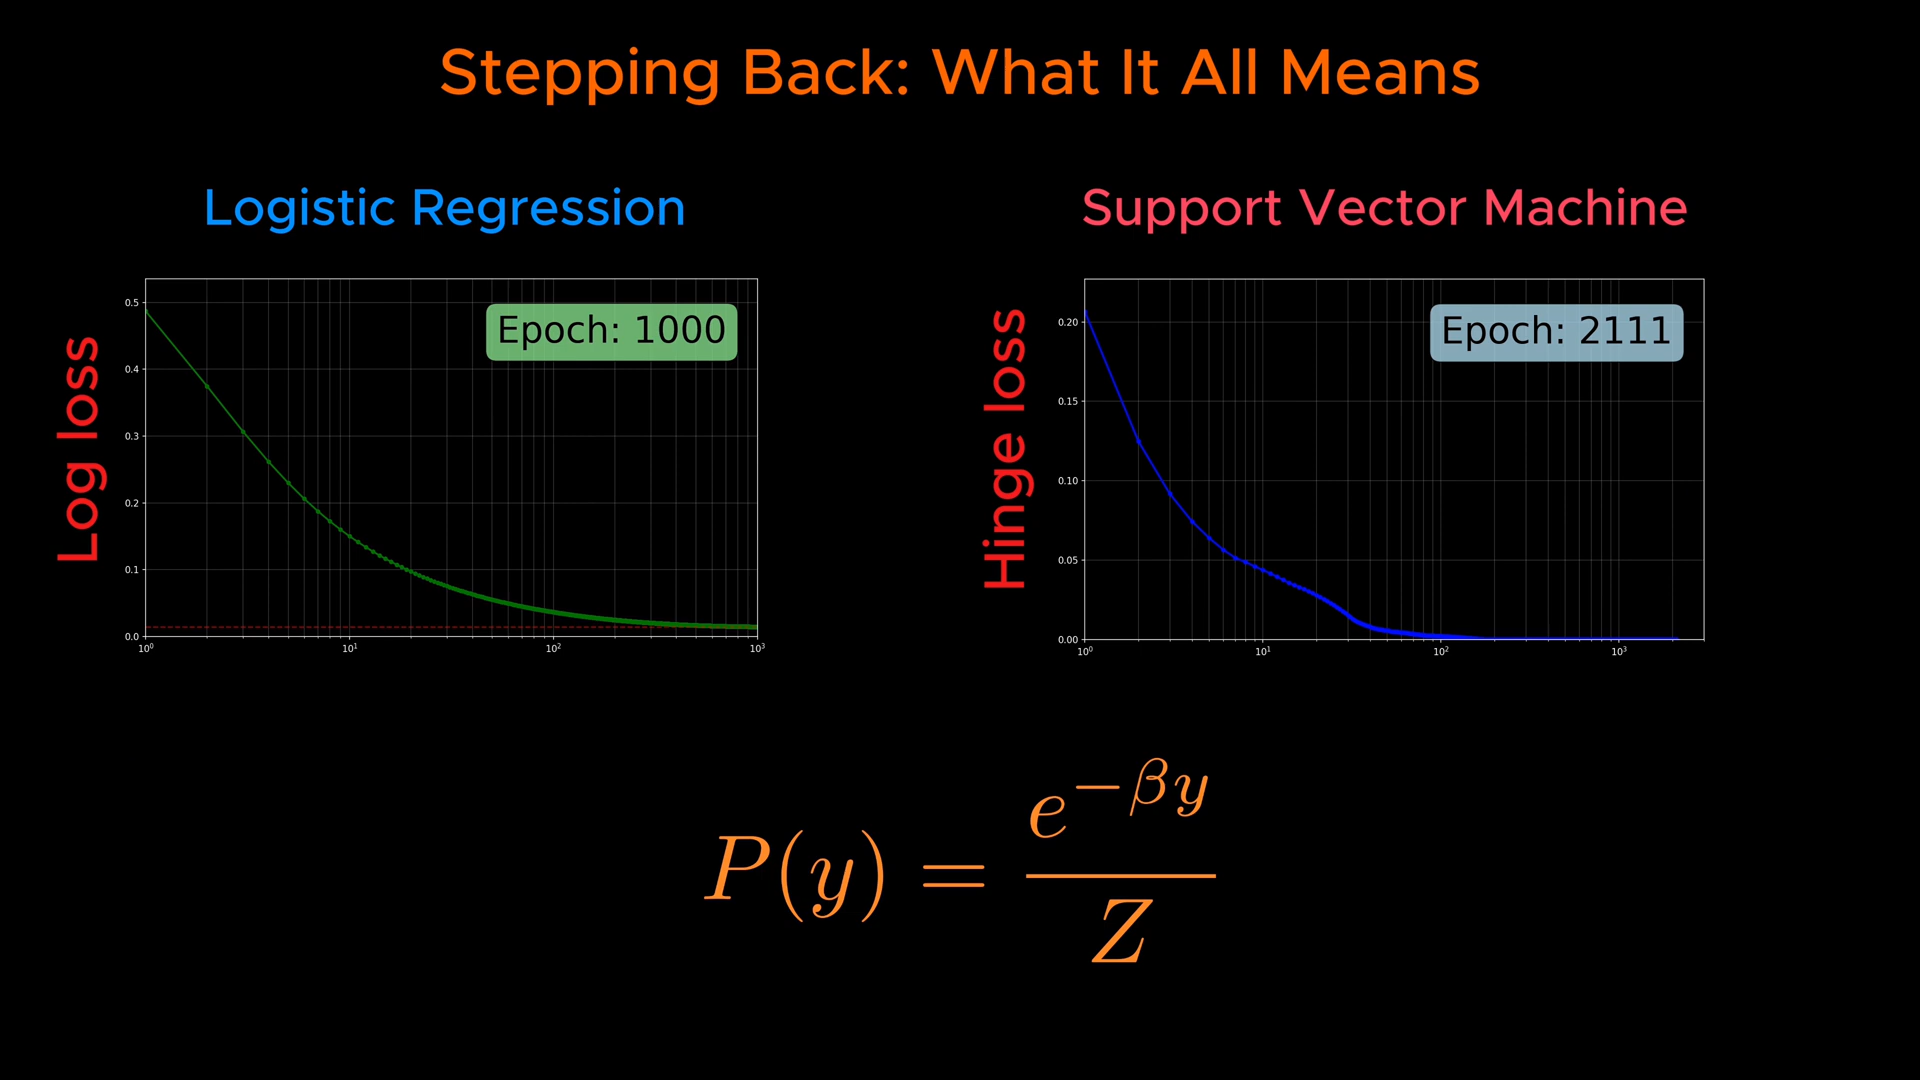 Stepping Back: What It All Means
Logistic Regression
Log loss
0.5
0.4
0.3
0.2
0.1
0.0
10⁰
10¹
10²
10³
Epoch: 1000
Support Vector Machine
Hinge loss
0.20
0.15
0.10
0.05
0.00
10⁰
10¹
10²
10³
Epoch: 2111
P(y) = e^{-βy} / Z